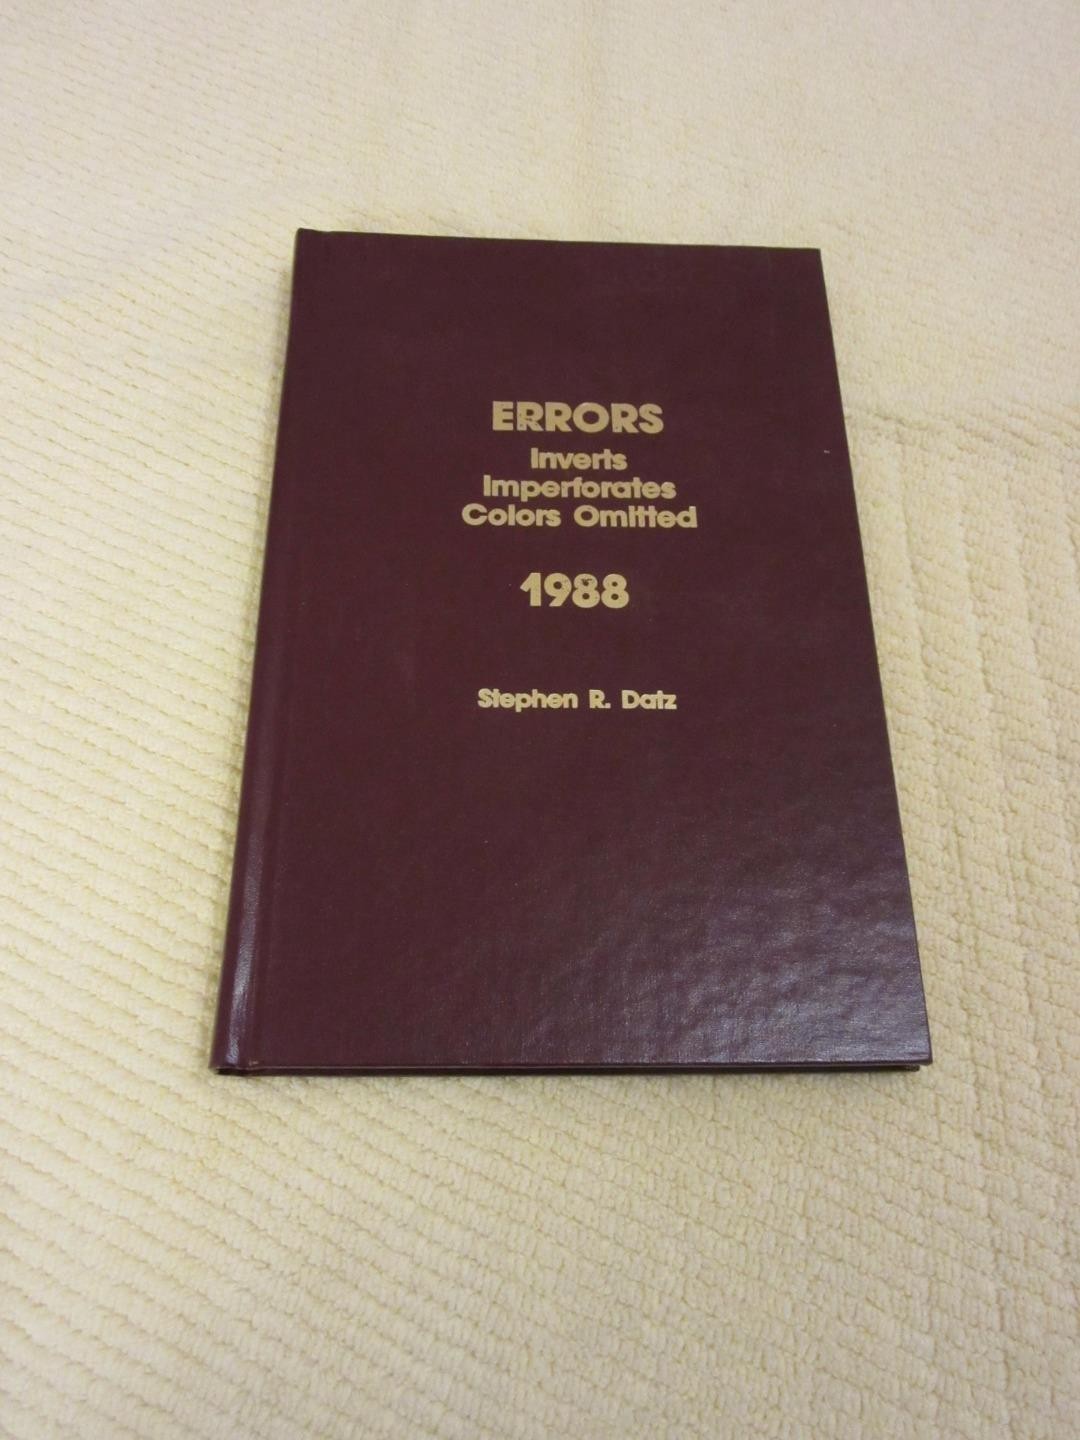 ERRORS
Inverts
Imperforates
Colors Omitted
1988
Stephen R. Datz